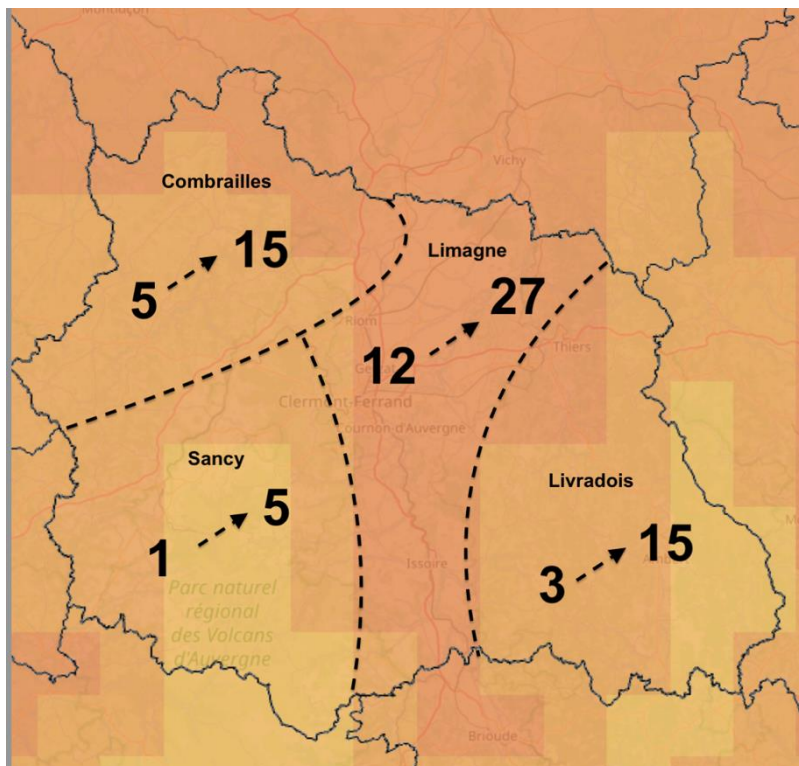 Montluçon
Vichy
Combrailles
5 15
Limagne
12 27
Riom
Thiers
Clermont-Ferrand
Cournon-d'Auvergne
Sancy
1 5
Livradois
3 15
Issoire
Parc naturel
régional
des Volcans
d'Auvergne
Brioude